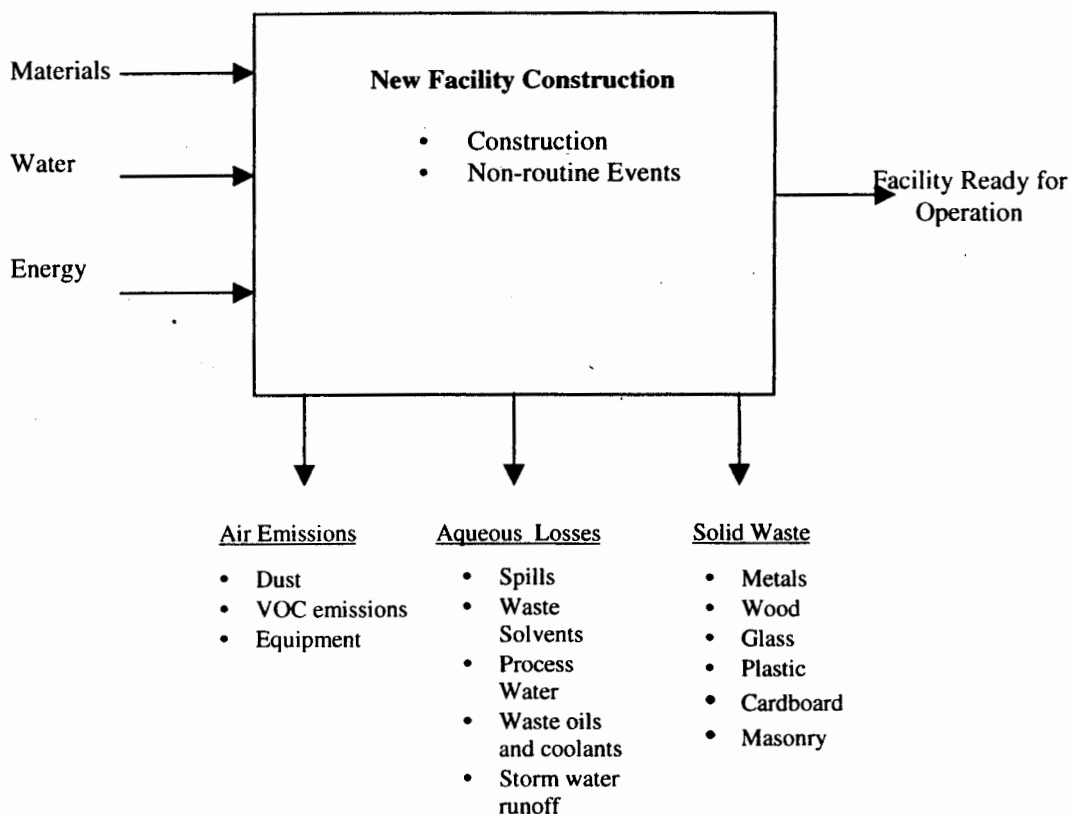 Materials
Water
Energy
New Facility Construction
• Construction
• Non-routine Events
Facility Ready for
Operation
Air Emissions
• Dust
• VOC emissions
• Equipment
Aqueous Losses
• Spills
• Waste
Solvents
• Process
Water
• Waste oils
and coolants
• Storm water
runoff
Solid Waste
• Metals
• Wood
• Glass
• Plastic
• Cardboard
• Masonry